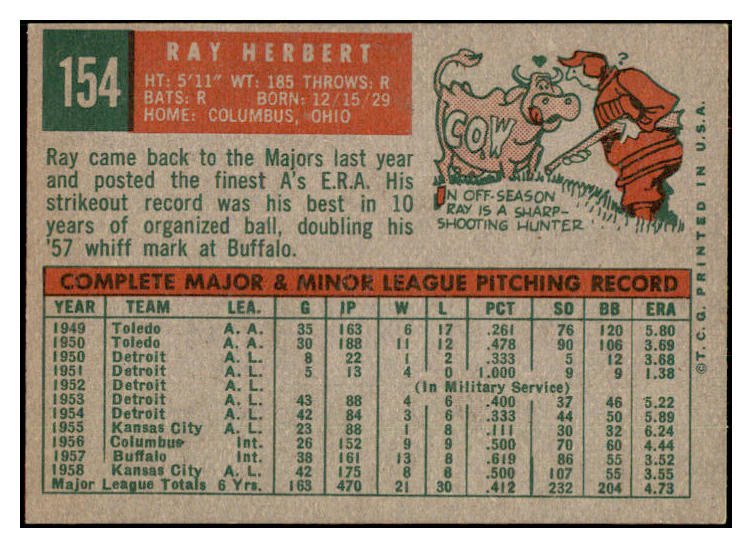 154
RAY HERBERT
HT: 5'11" WT: 185 THROWS: R
BATS: R BORN: 12/15/29
HOME: COLUMBUS, OHIO
Ray came back to the Majors last year
and posted the finest A's E.R.A. His
strikeout record was his best in 10
years of organized ball, doubling his
'57 whiff mark at Buffalo.
?
COW
IN OFF-SEASON
RAY IS A SHARP-
SHOOTING HUNTER
©T.C.G. PRINTED IN U.S.A.
COMPLETE MAJOR & MINOR LEAGUE PITCHING RECORD
YEAR TEAM LEA. G IP W L PCT SO BB ERA
1949 Toledo A. A. 35 163 6 17 .261 76 120 5.80
1950 Toledo A. A. 30 188 11 12 .478 90 106 3.69
1950 Detroit A. L. 8 22 1 2 .333 5 12 3.68
1951 Detroit A. L. 5 13 4 0 1.000 9 9 1.38
1952 Detroit A. L. (In Military Service)
1953 Detroit A. L. 43 88 4 6 .400 37 46 5.22
1954 Detroit A. L. 42 84 3 6 .333 44 50 5.89
1955 Kansas City A. L. 23 88 1 8 .111 30 32 6.24
1956 Columbus Int. 26 152 9 9 .500 70 60 4.44
1957 Buffalo Int. 38 161 13 8 .619 86 55 3.52
1958 Kansas City A. L. 42 175 8 8 .500 107 55 3.55
Major League Totals 6 Yrs. 163 470 21 30 .412 232 204 4.73